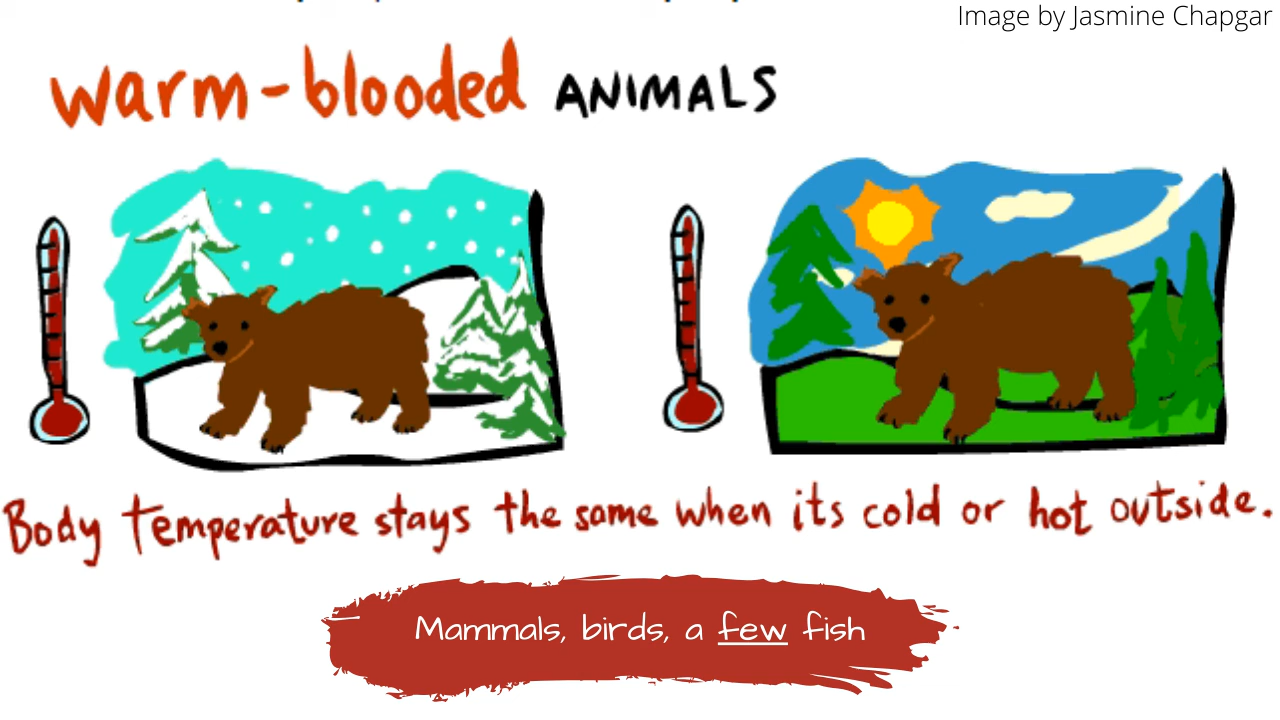 Image by Jasmine Chapgar
warm-blooded ANIMALS
Body temperature stays the same when its cold or hot outside.
Mammals, birds, a few fish